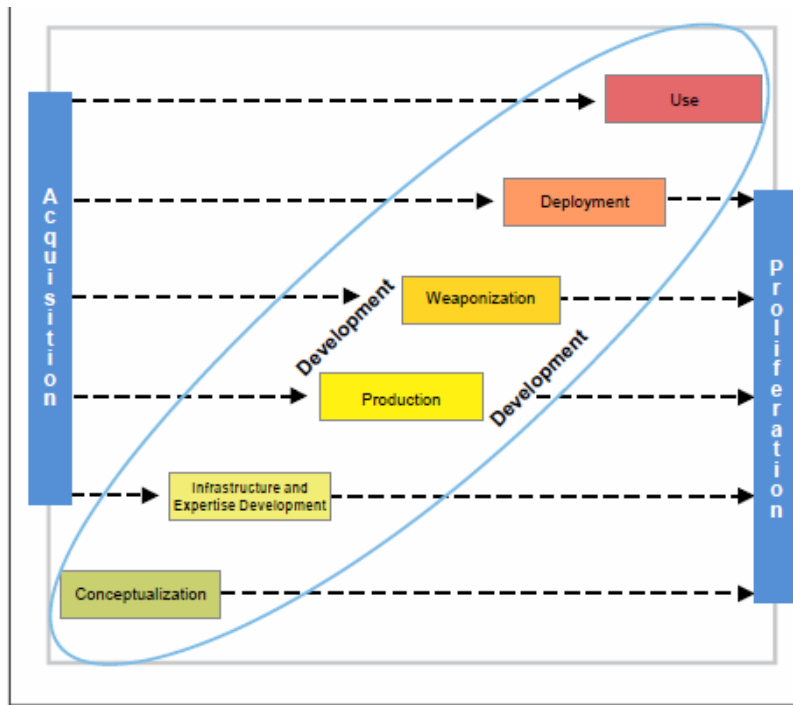 Use
Acquisition
Deployment
Proliferation
Weaponization
Development
Production
Development
Infrastructure and
Expertise Development
Conceptualization